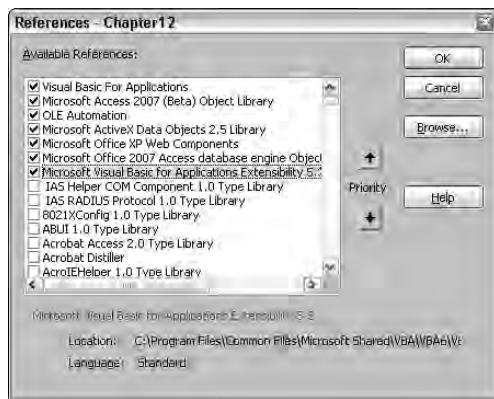 References - Chapter12
Available References:
Visual Basic For Applications
Microsoft Access 2007 (Beta) Object Library
OLE Automation
Microsoft ActiveX Data Objects 2.5 Library
Microsoft Office XP Web Components
Microsoft Office 2007 Access database engine Object
Microsoft Visual Basic for Applications Extensibility 5.3
IAS Helper COM Component 1.0 Type Library
IAS RADIUS Protocol 1.0 Type Library
8021XConfig 1.0 Type Library
ABUI 1.0 Type Library
Acrobat Access 2.0 Type Library
Acrobat Distiller
AcroIEHelper 1.0 Type Library
OK
Cancel
Browse...
Priority
Help
Microsoft Visual Basic for Applications Extensibility 5.3
Location: C:\Program Files\Common Files\Microsoft Shared\VBA\VBA6\
Language: Standard